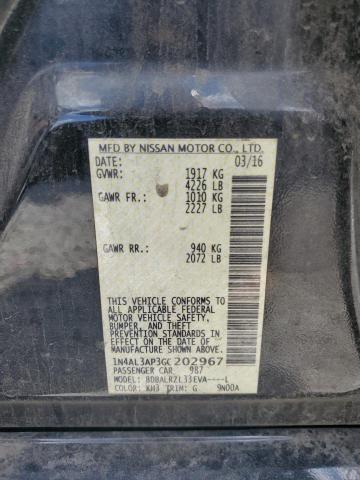 MFD BY NISSAN MOTOR CO., LTD.
DATE: 03/16
GVWR: 1917 KG
4226 LB
GAWR FR.: 1010 KG
2227 LB
GAWR RR.: 940 KG
2072 LB
THIS VEHICLE CONFORMS TO
ALL APPLICABLE FEDERAL
MOTOR VEHICLE SAFETY,
BUMPER, AND THEFT
PREVENTION STANDARDS IN
EFFECT ON THE DATE OF
MANUFACTURE SHOWN ABOVE.
1N4AL3AP3GC202967
PASSENGER CAR 987
MODEL: BDBALRZL33EVA----L
COLOR: KH3 TRIM: G 9N00A